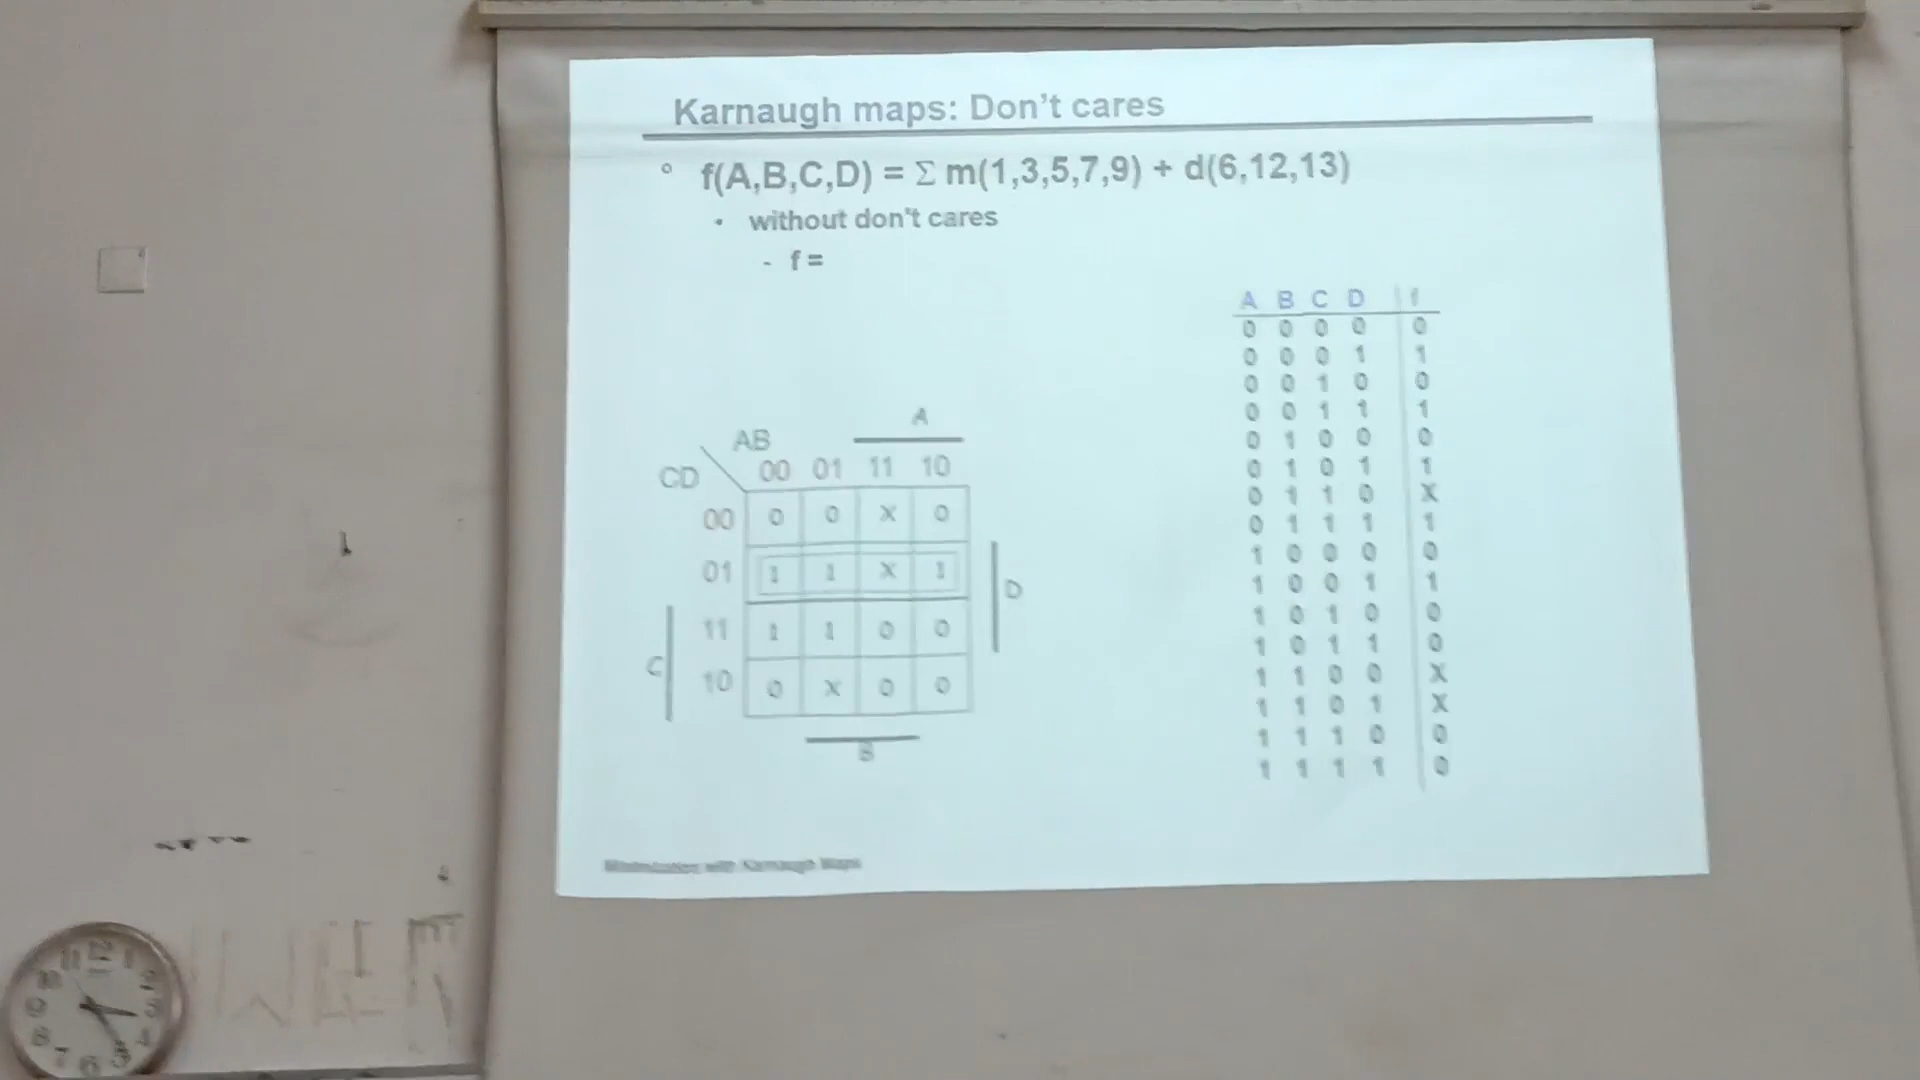 Karnaugh maps: Don't cares
° f(A,B,C,D) = Σ m(1,3,5,7,9) + d(6,12,13)
• without don't cares
- f =
A B C D f
0 0 0 0 0
0 0 0 1 1
0 0 1 0 0
0 0 1 1 1
0 1 0 0 0
0 1 0 1 1
0 1 1 0 X
0 1 1 1 1
1 0 0 0 0
1 0 0 1 1
1 0 1 0 0
1 0 1 1 0
1 1 0 0 X
1 1 0 1 X
1 1 1 0 0
1 1 1 1 0
A
AB
CD 00 01 11 10
00 0 0 X 0
01 1 1 X 1
11 1 1 0 0
10 0 X 0 0
C
D
B
Minimization with Karnaugh Maps